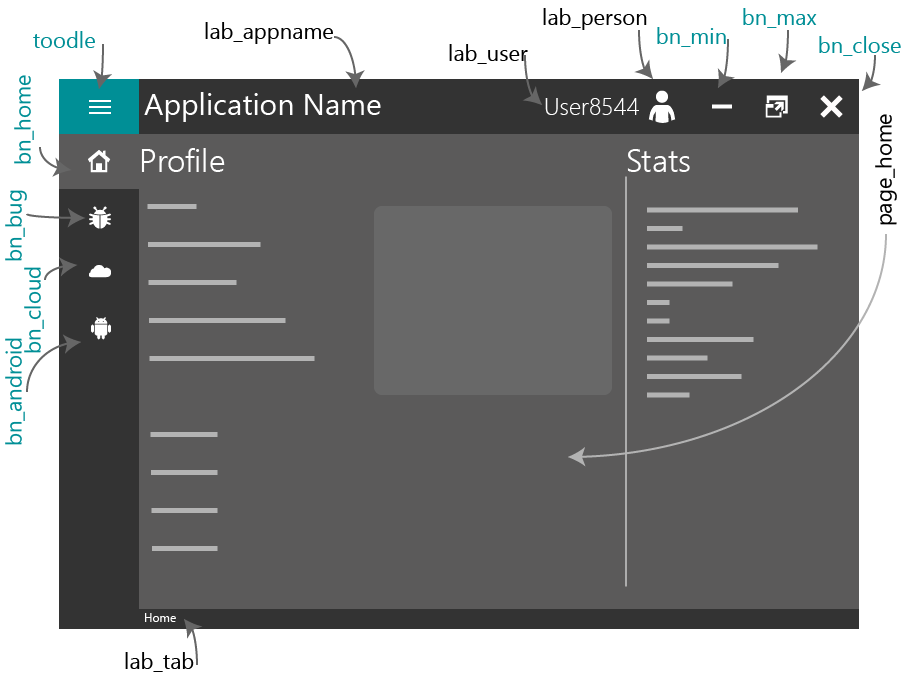 lab_person
bn_max
toodle
lab_appname
bn_min
lab_user
bn_close
Application Name
User8544
bn_home
Profile
Stats
page_home
bn_bug
bn_cloud
bn_android
Home
lab_tab